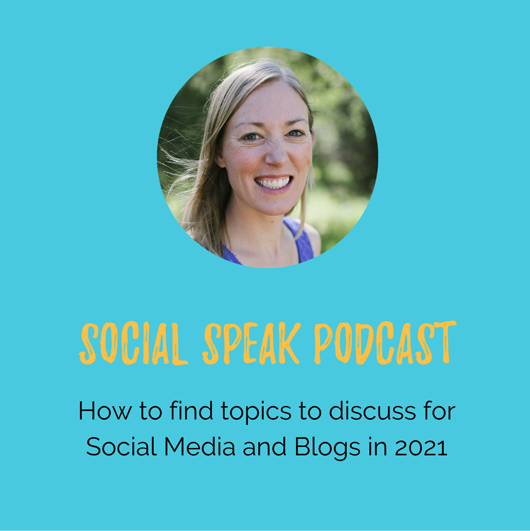 SOCIAL SPEAK PODCAST
How to find topics to discuss for
Social Media and Blogs in 2021